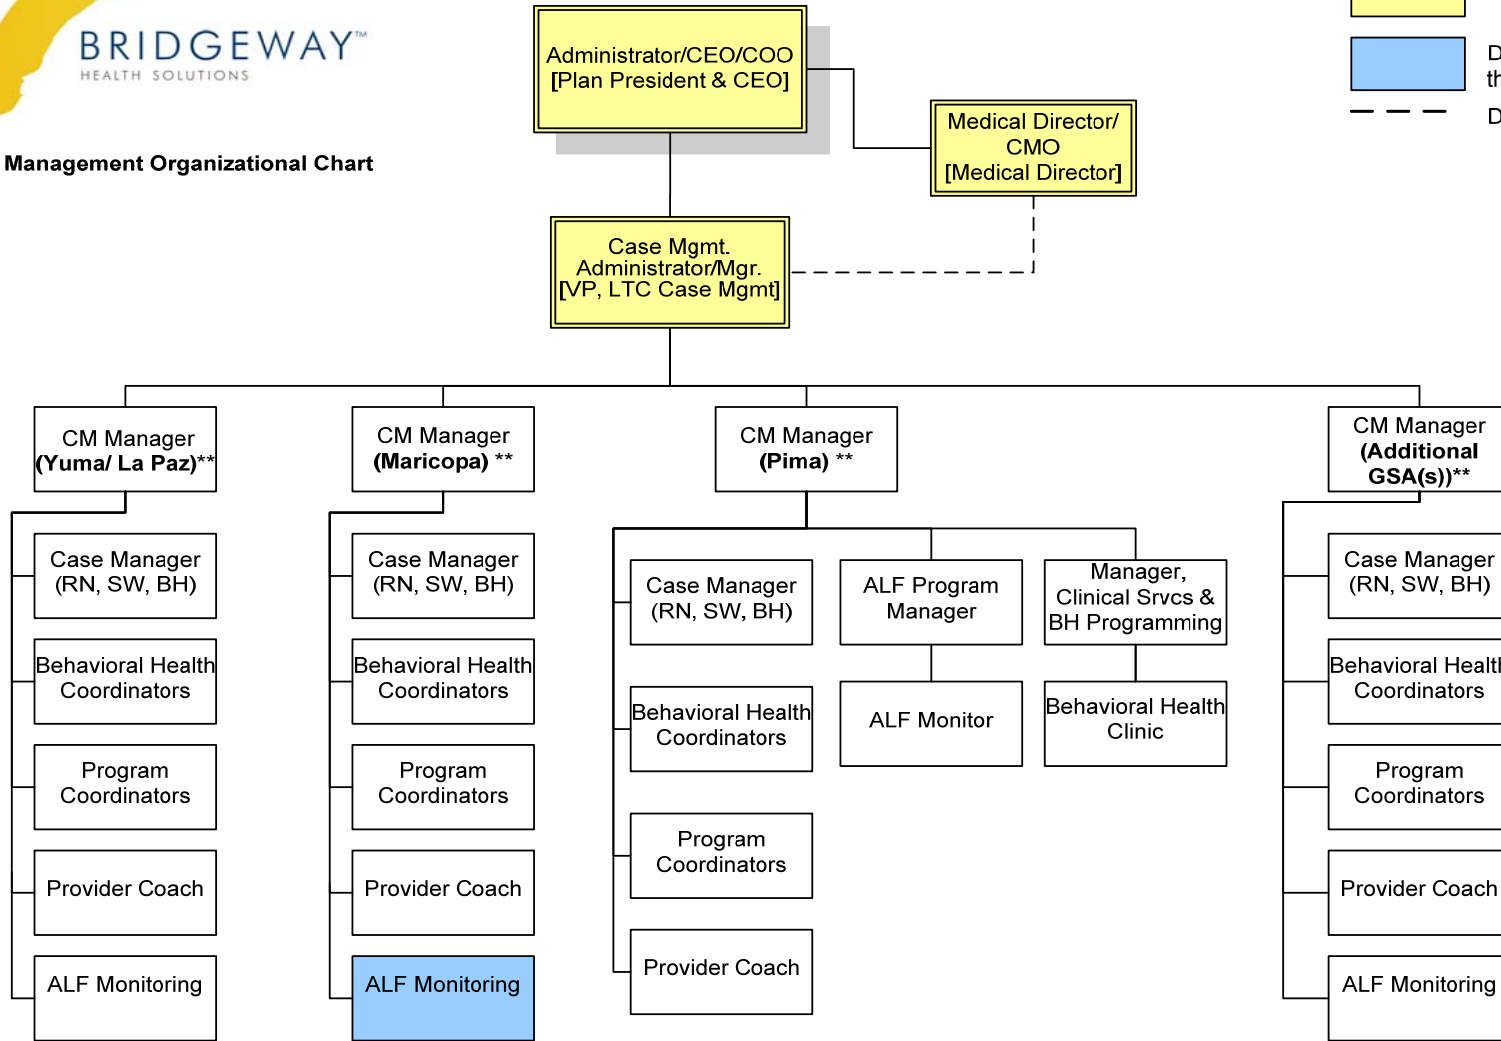 BRIDGEWAY™
HEALTH SOLUTIONS
Management Organizational Chart
Administrator/CEO/COO
[Plan President & CEO]
Medical Director/
CMO
[Medical Director]
D
th
D
Case Mgmt.
Administrator/Mgr.
[VP, LTC Case Mgmt]
CM Manager
(Yuma/ La Paz)**
CM Manager
(Maricopa) **
CM Manager
(Pima) **
CM Manager
(Additional
GSA(s))**
Case Manager
(RN, SW, BH)
Behavioral Health
Coordinators
Program
Coordinators
Provider Coach
ALF Monitoring
Case Manager
(RN, SW, BH)
Behavioral Health
Coordinators
Program
Coordinators
Provider Coach
ALF Monitoring
Case Manager
(RN, SW, BH)
Behavioral Health
Coordinators
Program
Coordinators
Provider Coach
ALF Program
Manager
ALF Monitor
Manager,
Clinical Srvcs &
BH Programming
Behavioral Health
Clinic
Case Manager
(RN, SW, BH)
Behavioral Health
Coordinators
Program
Coordinators
Provider Coach
ALF Monitoring